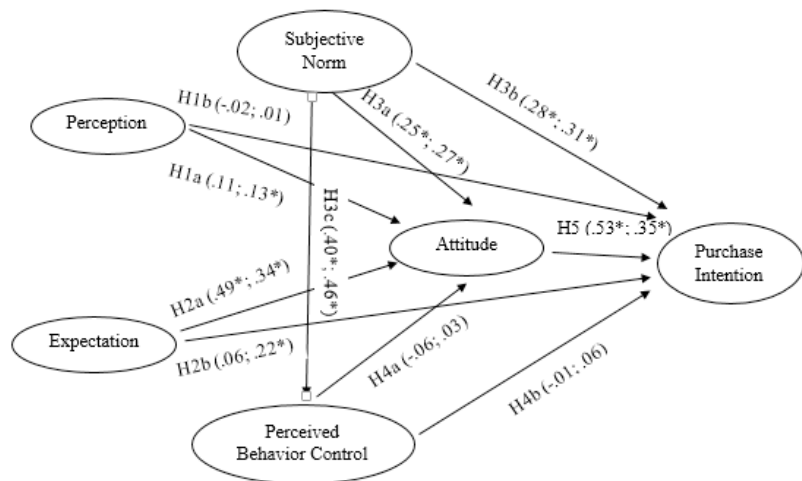 Subjective
Norm
H1b (-.02; .01)
H3a (.25*; .27*)
H3b (.28*; .31*)
Perception
H1a (.11; .13*)
H3c (.40*; .46*)
Attitude
H5 (.53*; .35*)
Purchase
Intention
H2a (.49*; .34*)
Expectation
H2b (.06; .22*)
H4a (-.06; .03)
H4b (-.01; .06)
Perceived
Behavior Control